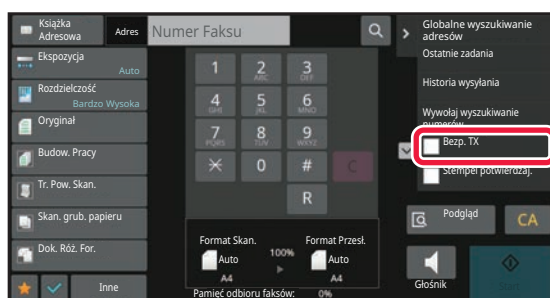 Książka
Adresowa
Adres
Numer Faksu
Ekspozycja
Auto
Rozdzielczość
Bardzo Wysoka
Oryginał
Budow. Pracy
Tr. Pow. Skan.
Skan. grub. papieru
Dok. Róż. For.
Inne
1
2
ABC
3
DEF
4
GHI
5
JKL
6
MNO
7
PQRS
8
TUV
9
WXYZ
0
#
C
R
Format Skan.
100%
Format Przesł.
Auto
Auto
A4
A4
Pamięć odbioru faksów: 0%
Globalne wyszukiwanie
adresów
Ostatnie zadania
Historia wysyłania
Wywołaj wyszukiwanie
numerów
Bezp. TX
Stempel potwierdzaj.
Podgląd
CA
Głośnik
Start